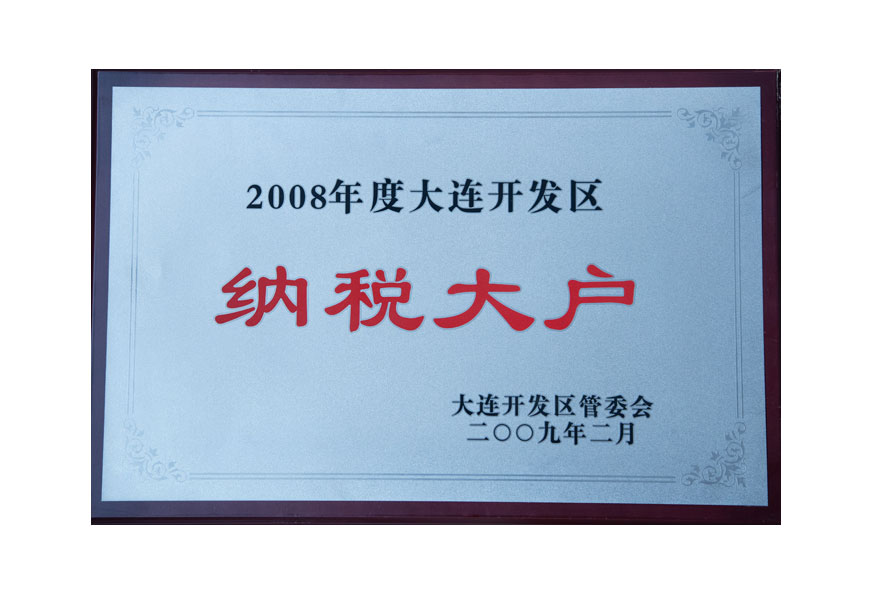 2008年度大连开发区
纳税大户
大连开发区管委会
二〇〇九年二月